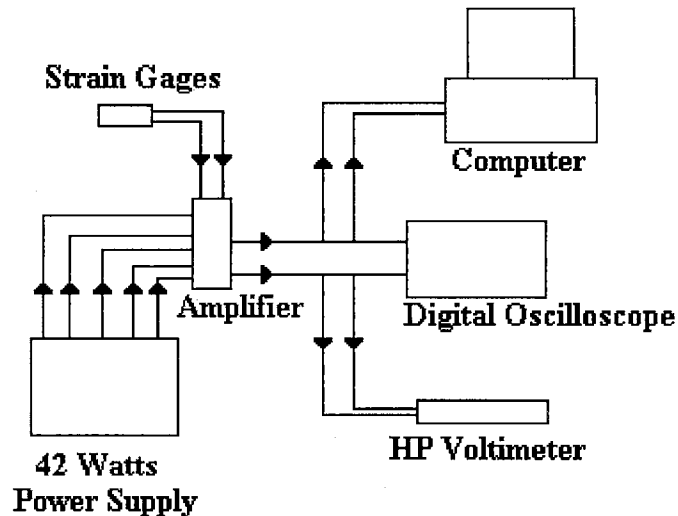 Strain Gages
Computer
Amplifier
Digital Oscilloscope
HP Voltimeter
42 Watts
Power Supply